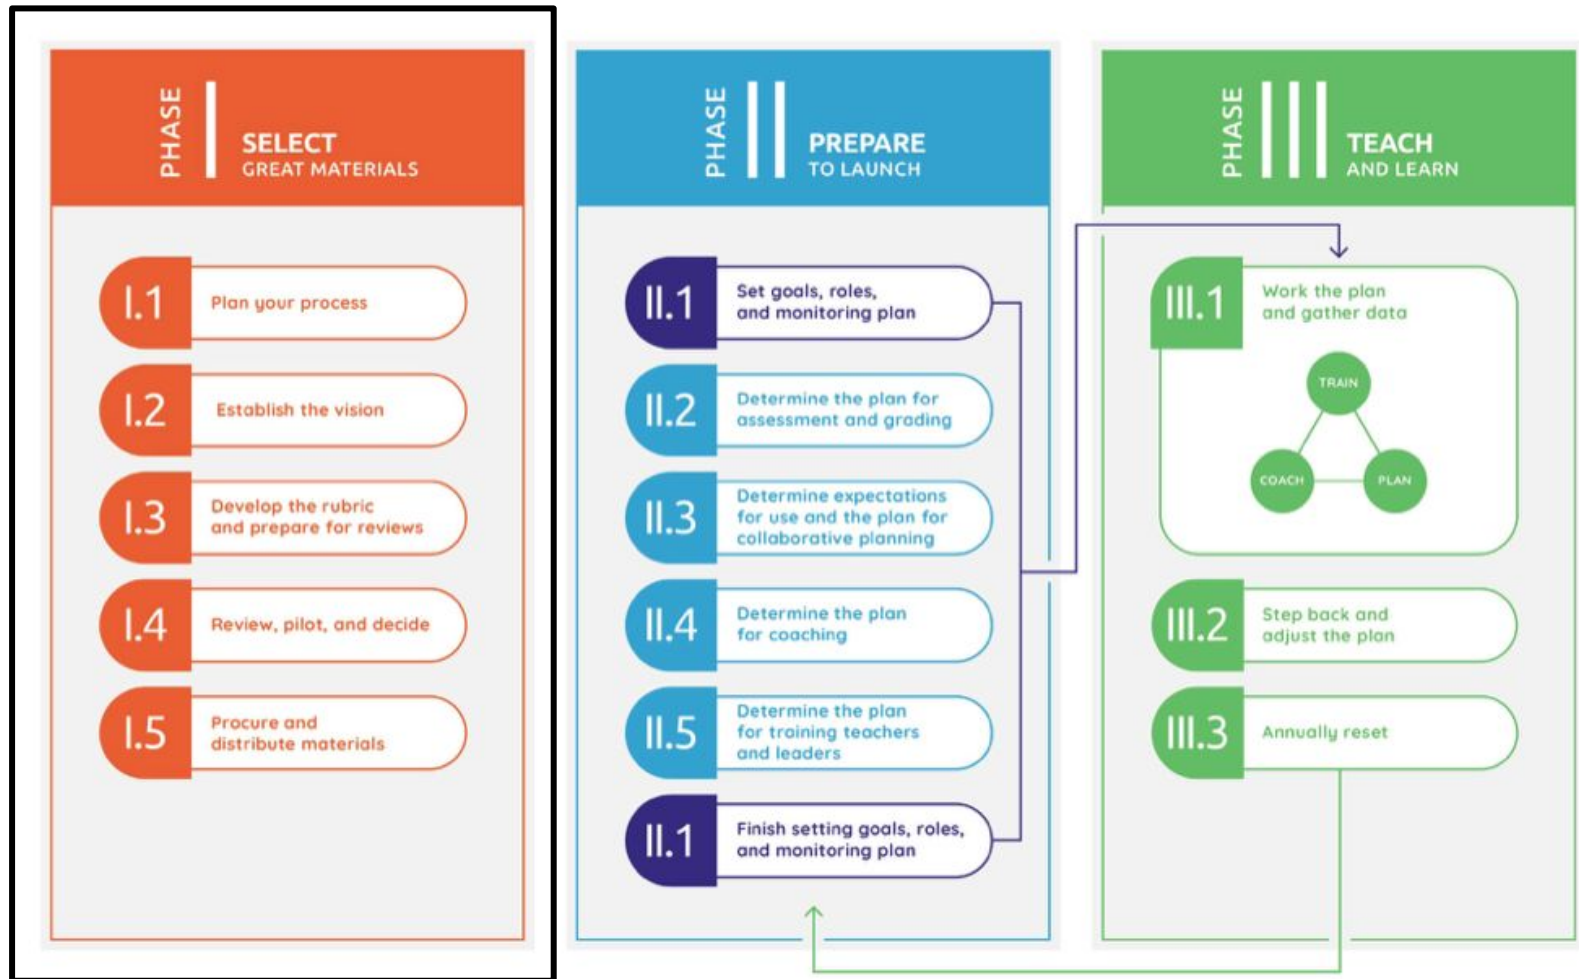 PHASE I
SELECT
GREAT MATERIALS
I.1
Plan your process
I.2
Establish the vision
I.3
Develop the rubric
and prepare for reviews
I.4
Review, pilot, and decide
I.5
Procure and
distribute materials
PHASE II
PREPARE
TO LAUNCH
II.1
Set goals, roles,
and monitoring plan
II.2
Determine the plan for
assessment and grading
II.3
Determine expectations
for use and the plan for
collaborative planning
II.4
Determine the plan
for coaching
II.5
Determine the plan
for training teachers
and leaders
II.1
Finish setting goals, roles,
and monitoring plan
PHASE III
TEACH
AND LEARN
III.1
Work the plan
and gather data
TRAIN
COACH
PLAN
III.2
Step back and
adjust the plan
III.3
Annually reset